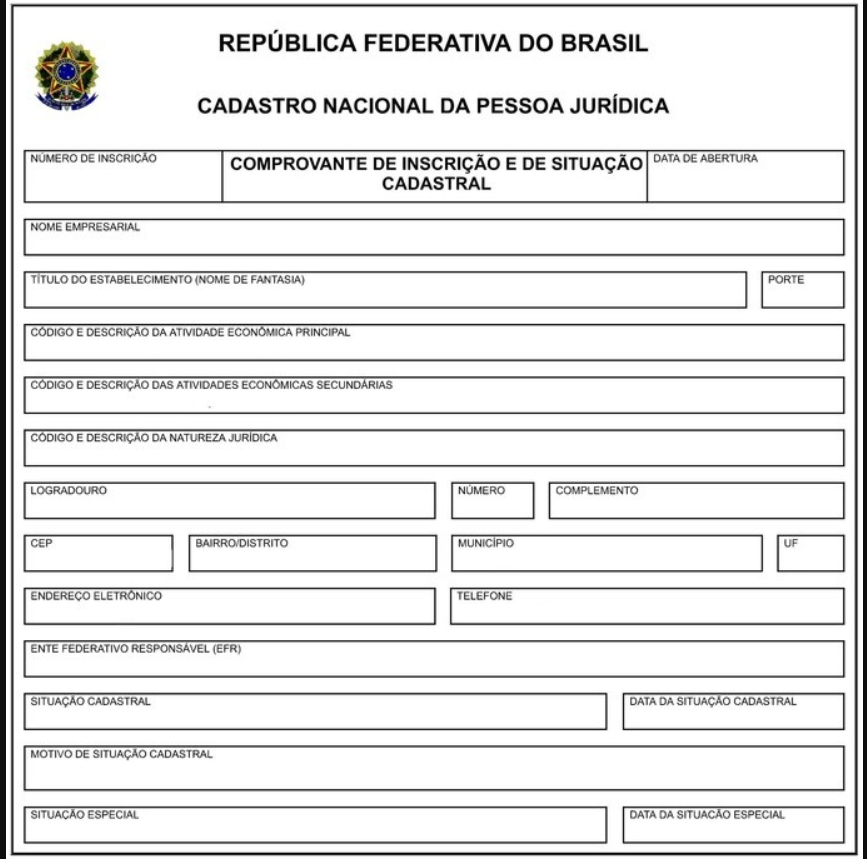 REPÚBLICA FEDERATIVA DO BRASIL
CADASTRO NACIONAL DA PESSOA JURÍDICA
NÚMERO DE INSCRIÇÃO
COMPROVANTE DE INSCRIÇÃO E DE SITUAÇÃO
CADASTRAL
DATA DE ABERTURA
NOME EMPRESARIAL
TÍTULO DO ESTABELECIMENTO (NOME DE FANTASIA)
PORTE
CÓDIGO E DESCRIÇÃO DA ATIVIDADE ECONÔMICA PRINCIPAL
CÓDIGO E DESCRIÇÃO DAS ATIVIDADES ECONÔMICAS SECUNDÁRIAS
CÓDIGO E DESCRIÇÃO DA NATUREZA JURÍDICA
LOGRADOURO
NÚMERO
COMPLEMENTO
CEP
BAIRRO/DISTRITO
MUNICÍPIO
UF
ENDEREÇO ELETRÔNICO
TELEFONE
ENTE FEDERATIVO RESPONSÁVEL (EFR)
SITUAÇÃO CADASTRAL
DATA DA SITUAÇÃO CADASTRAL
MOTIVO DE SITUAÇÃO CADASTRAL
SITUAÇÃO ESPECIAL
DATA DA SITUACÃO ESPECIAL